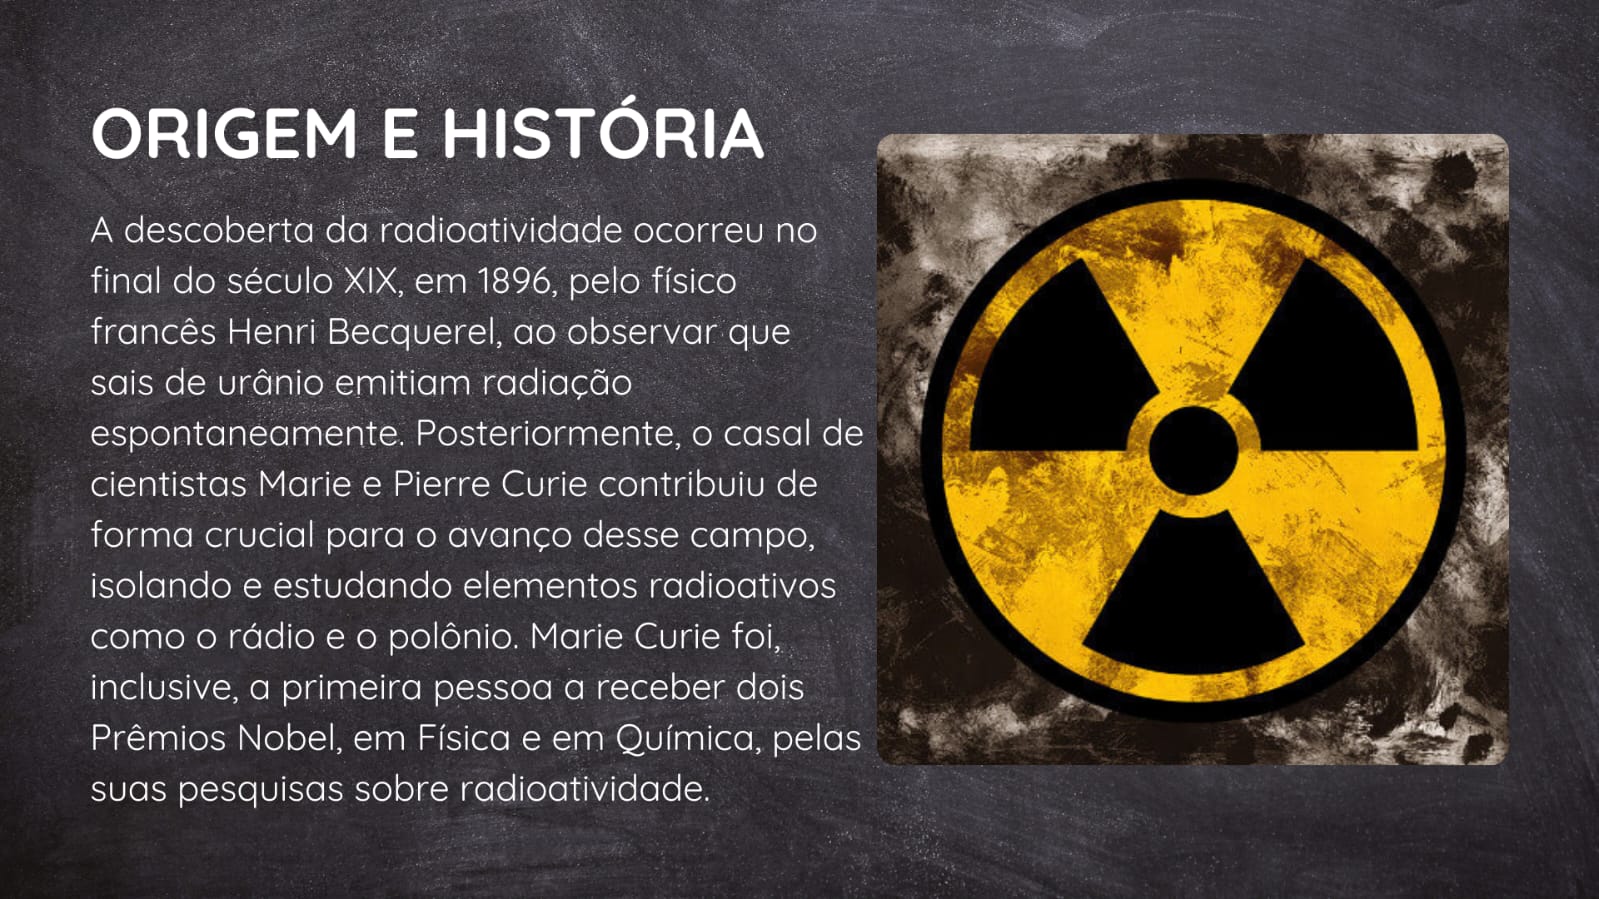 ORIGEM E HISTÓRIA
A descoberta da radioatividade ocorreu no
final do século XIX, em 1896, pelo físico
francês Henri Becquerel, ao observar que
sais de urânio emitiam radiação
espontaneamente. Posteriormente, o casal de
cientistas Marie e Pierre Curie contribuiu de
forma crucial para o avanço desse campo,
isolando e estudando elementos radioativos
como o rádio e o polônio. Marie Curie foi,
inclusive, a primeira pessoa a receber dois
Prêmios Nobel, em Física e em Química, pelas
suas pesquisas sobre radioatividade.